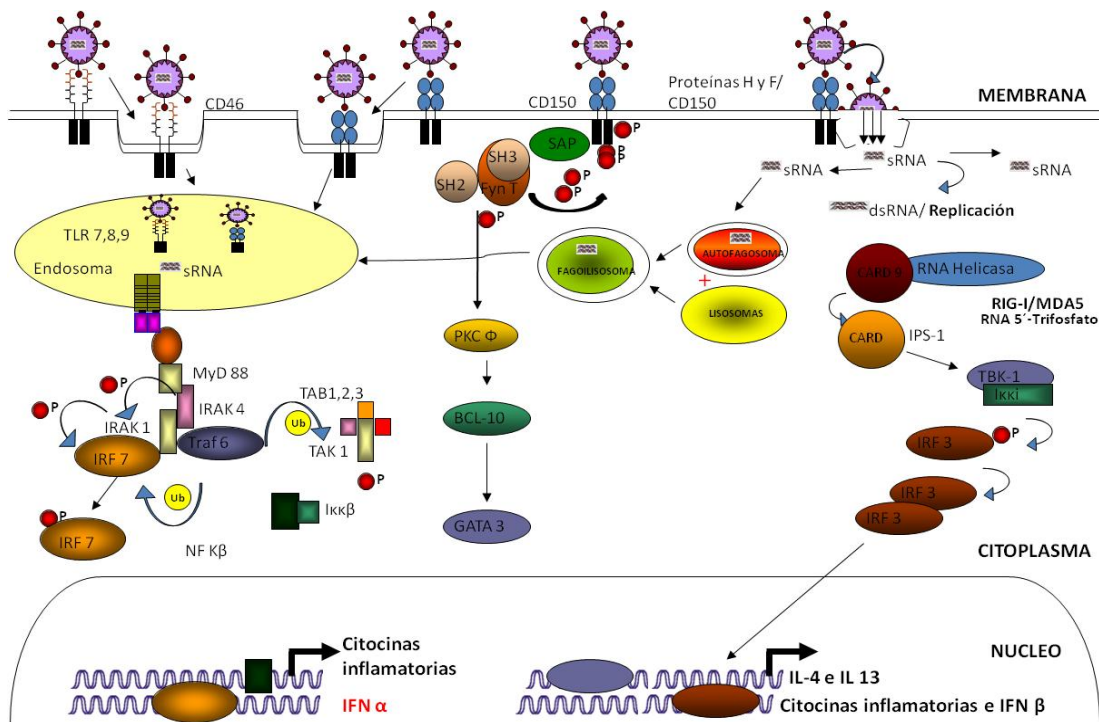 CD46
CD150
Proteínas H y F/
CD150
MEMBRANA
SH3
SH2
Fyn T
SAP
P
P
P
P
P
P
sRNA
sRNA
sRNA
dsRNA/ Replicación
TLR 7,8,9
Endosoma
sRNA
FAGOILISOSOMA
AUTOFAGOSOMA
+
LISOSOMAS
CARD 9
RNA Helicasa
RIG-I/MDA5
RNA 5´-Trifosfato
CARD
IPS-1
PKC Φ
MyD 88
P
P
IRAK 4
IRAK 1
TAB1,2,3
Ub
Traf 6
TAK 1
P
IRF 7
BCL-10
TBK-1
Iκκi
IRF 3
P
Ub
Iκκβ
P
IRF 7
NF Kβ
GATA 3
IRF 3
IRF 3
CITOPLASMA
NUCLEO
Citocinas
inflamatorias
IFN α
IL-4 e IL 13
Citocinas inflamatorias e IFN β